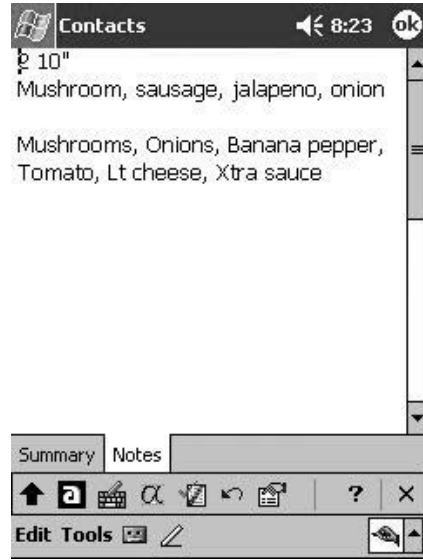 Contacts
8:23
ok
2 10"
Mushroom, sausage, jalapeno, onion
Mushrooms, Onions, Banana pepper,
Tomato, Lt cheese, Xtra sauce
Summary Notes
a α ? ×
Edit Tools